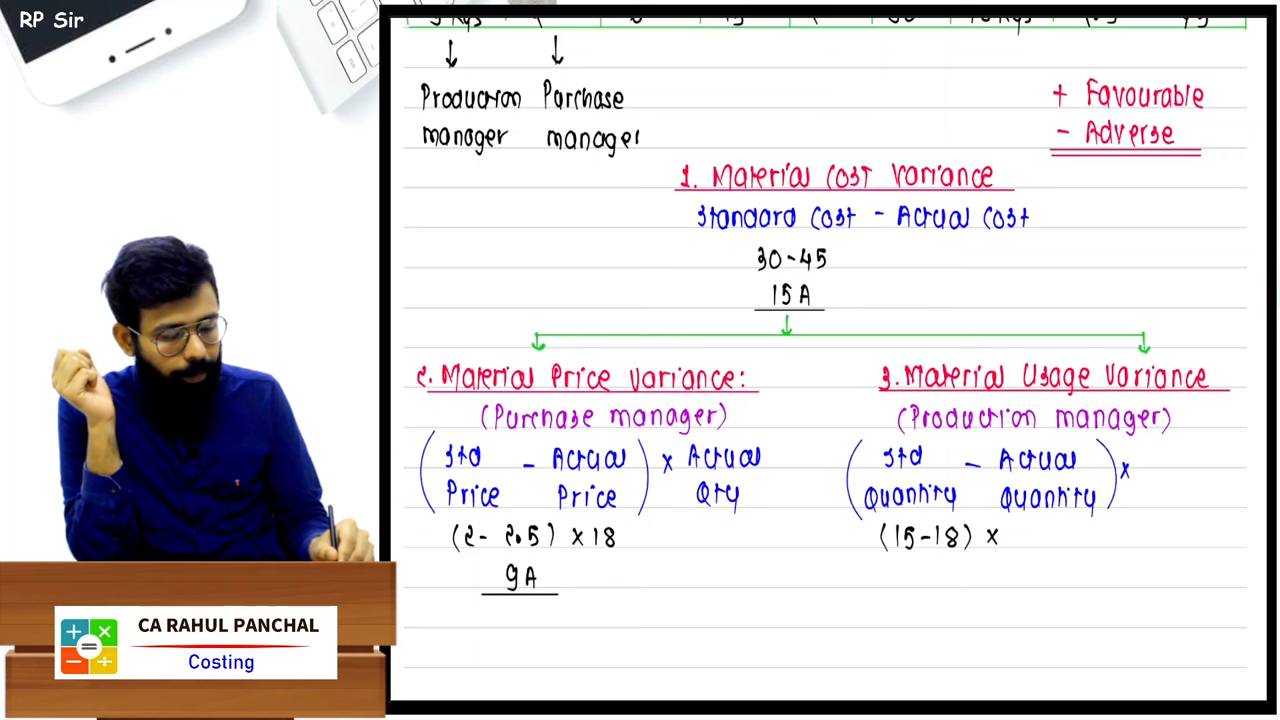 RP Sir
Production Purchase
manager manager
+ Favourable
- Adverse
1. Material Cost Variance
Standard Cost - Actual Cost
30-45
15 A
2. Material Price Variance:
(Purchase manager)
(Std Price - Actual Price) × Actual Qty
(2 - 2.5) × 18
9A
3. Material Usage Variance
(Production manager)
(Std Quantity - Actual Quantity) ×
(15-18) ×
CA RAHUL PANCHAL
Costing